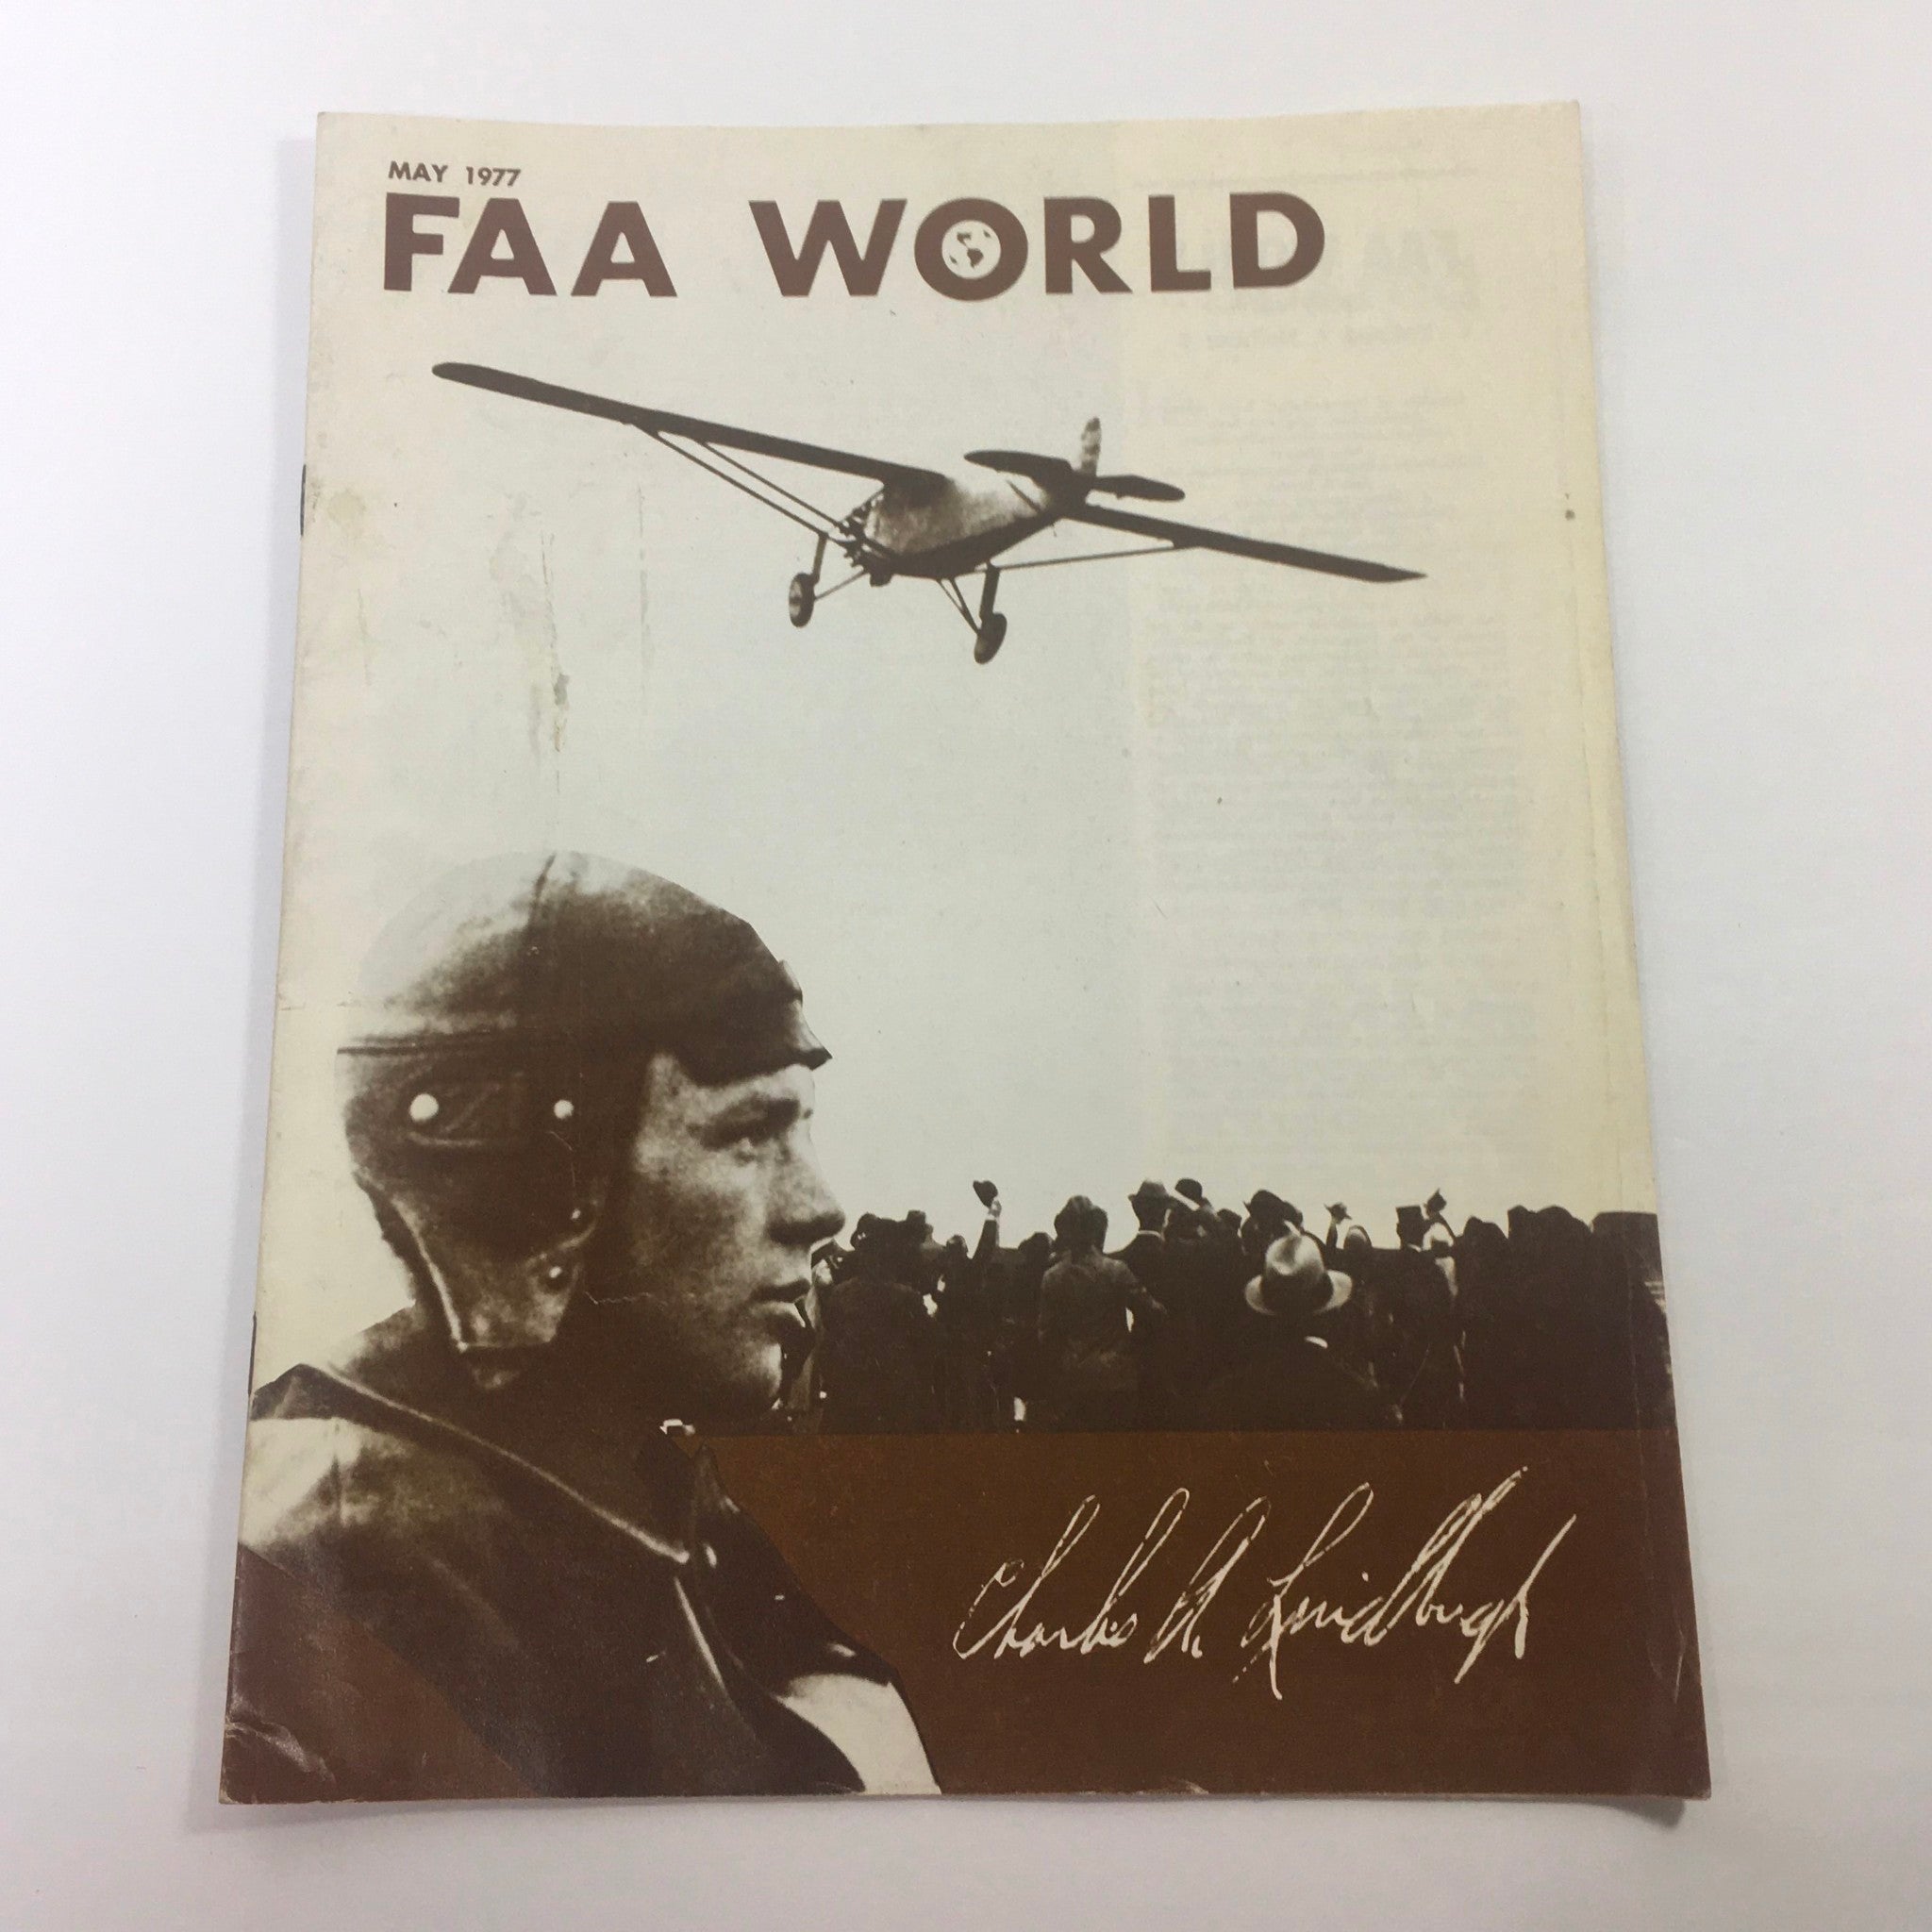 MAY 1977
FAA WORLD
Charles A. Lindbergh